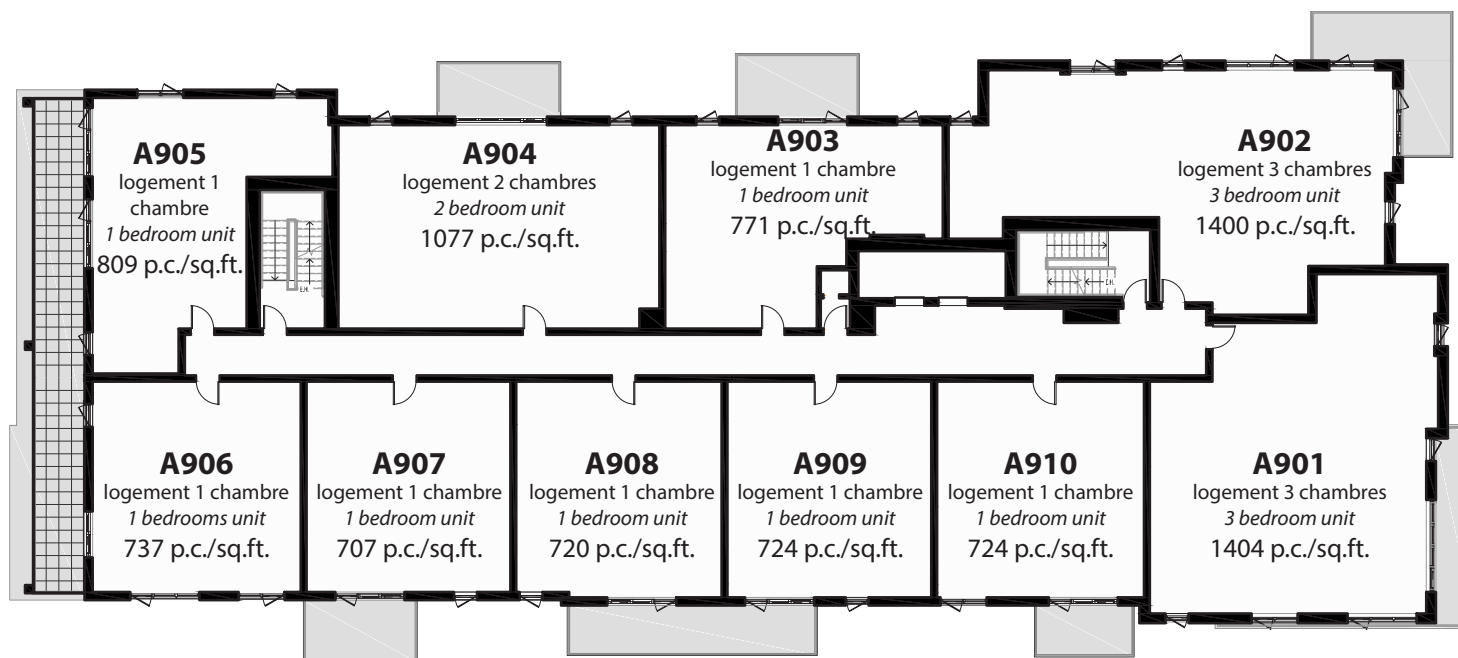 A905
logement 1
chambre
1 bedroom unit
809 p.c./sq.ft.
A904
logement 2 chambres
2 bedroom unit
1077 p.c./sq.ft.
A903
logement 1 chambre
1 bedroom unit
771 p.c./sq.ft.
A902
logement 3 chambres
3 bedroom unit
1400 p.c./sq.ft.
A906
logement 1 chambre
1 bedrooms unit
737 p.c./sq.ft.
A907
logement 1 chambre
1 bedroom unit
707 p.c./sq.ft.
A908
logement 1 chambre
1 bedroom unit
720 p.c./sq.ft.
A909
logement 1 chambre
1 bedroom unit
724 p.c./sq.ft.
A910
logement 1 chambre
1 bedroom unit
724 p.c./sq.ft.
A901
logement 3 chambres
3 bedroom unit
1404 p.c./sq.ft.